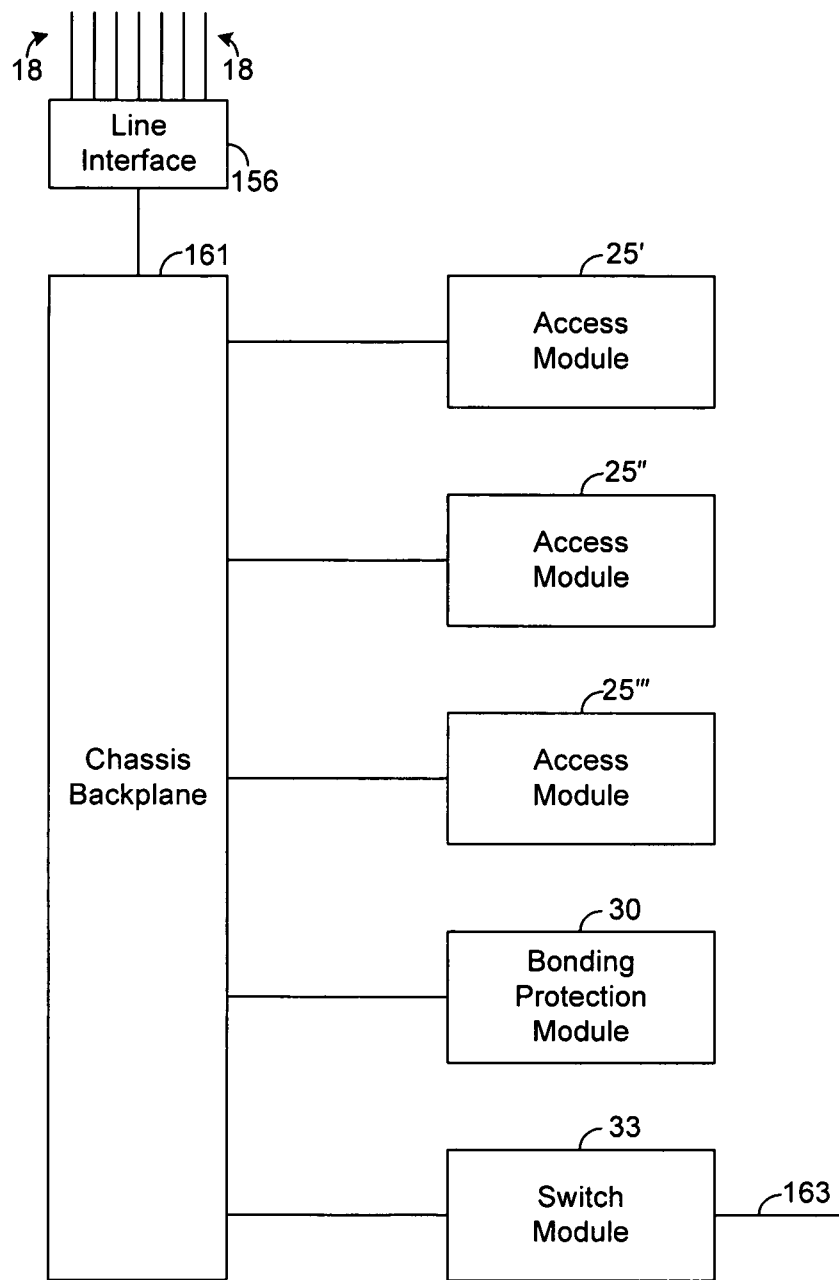 18
18
Line
Interface
156
161
25′
Access
Module
25″
Access
Module
25‴
Access
Module
Chassis
Backplane
30
Bonding
Protection
Module
33
Switch
Module
163